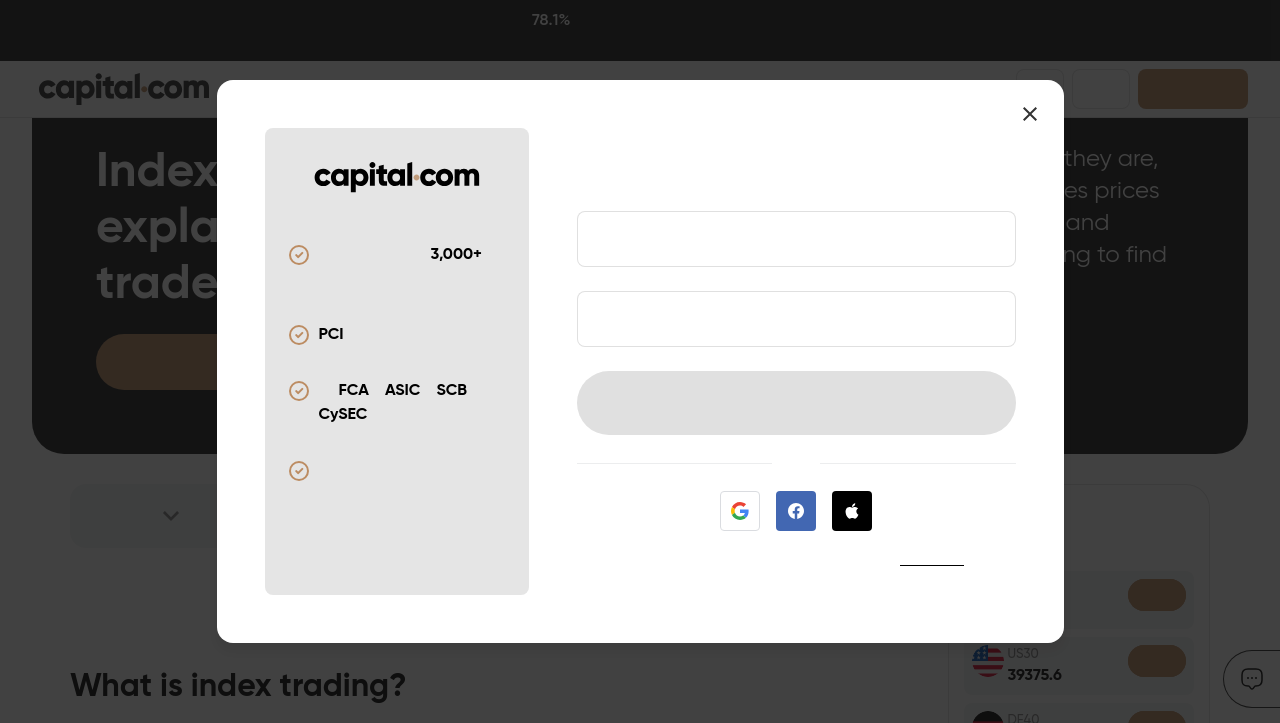 78.1%
capital.com
Index
expla
trade
they are,
es prices
and
ng to find
capital.com
3,000+
PCI
FCA ASIC SCB
CySEC
What is index trading?
US30
39375.6
DE40